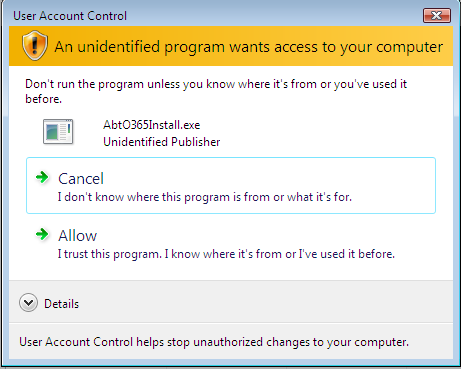 User Account Control
An unidentified program wants access to your computer
Don't run the program unless you know where it's from or you've used it
before.
AbtO365Install.exe
Unidentified Publisher
Cancel
I don't know where this program is from or what it's for.
Allow
I trust this program. I know where it's from or I've used it before.
Details
User Account Control helps stop unauthorized changes to your computer.